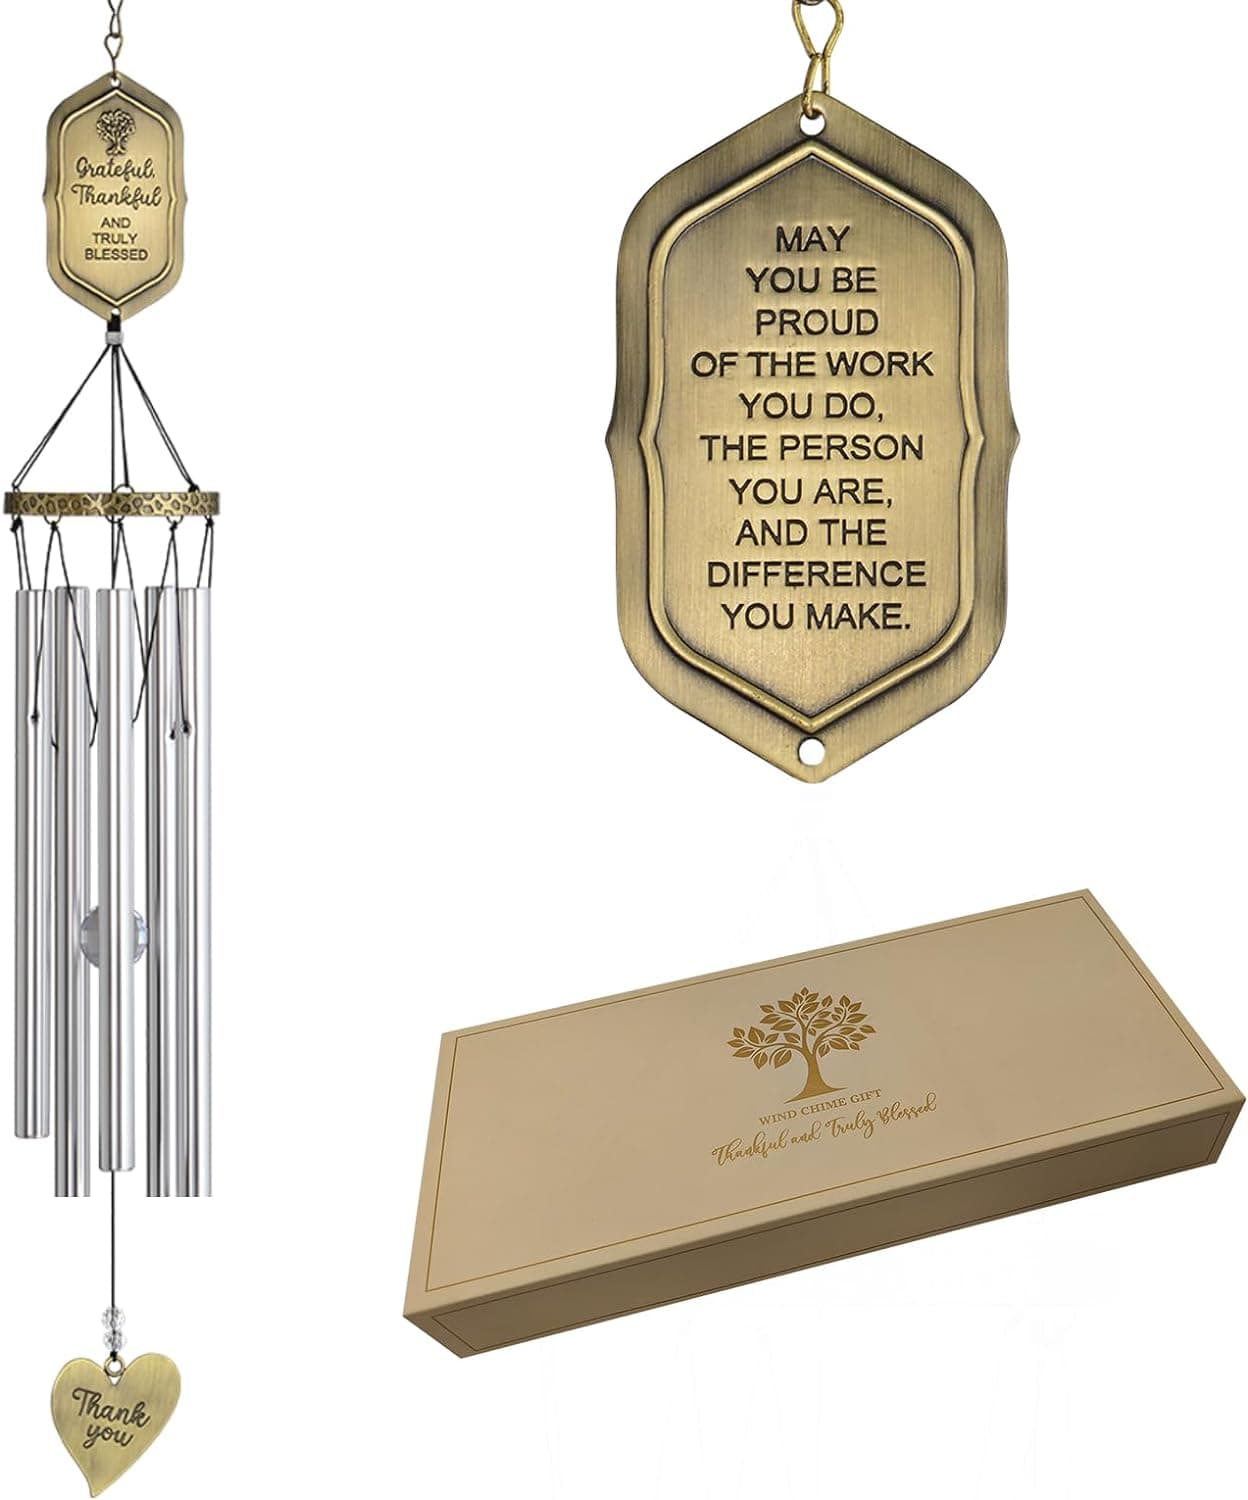 Grateful,
Thankful
AND
TRULY
BLESSED
MAY
YOU BE
PROUD
OF THE WORK
YOU DO,
THE PERSON
YOU ARE,
AND THE
DIFFERENCE
YOU MAKE.
WIND CHIME GIFT
Thankful and Truly Blessed
Thank
you